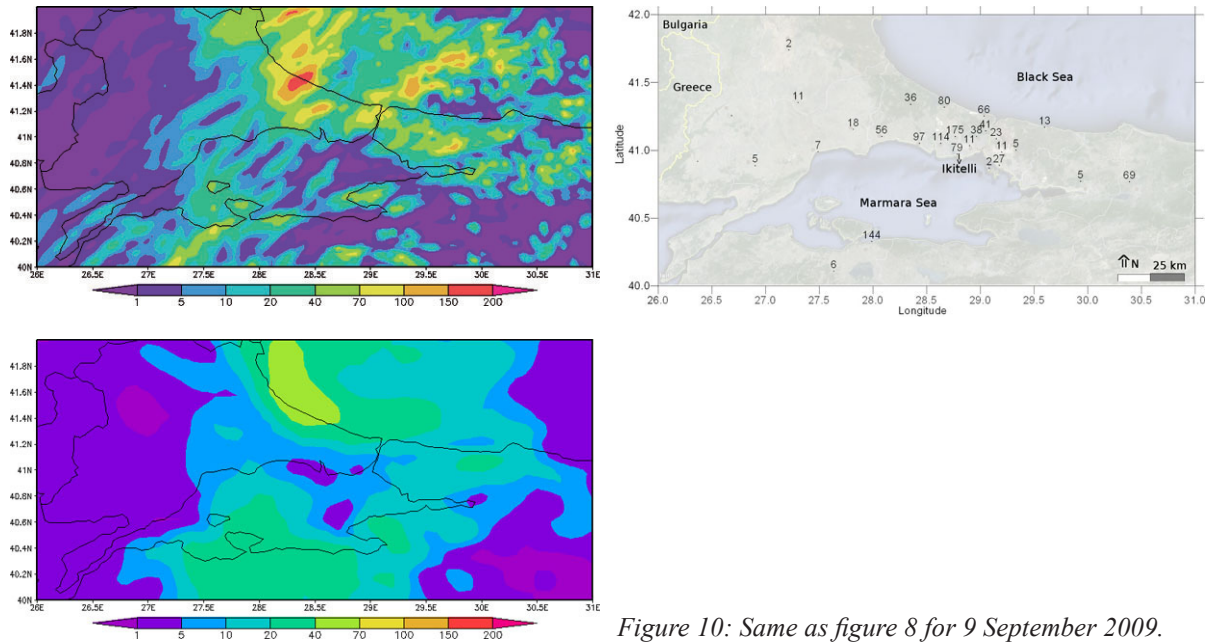 41.8N
41.6N
41.4N
41.2N
41N
40.8N
40.6N
40.4N
40.2N
40N
26E 26.5E 27E 27.5E 28E 28.5E 29E 29.5E 30E 30.5E 31E
1 5 10 20 40 70 100 150 200
42.0
41.5
41.0
40.5
40.0
Latitude
Bulgaria
Greece
Black Sea
2
11
36
80
66
18
56
97
114
175
38
41
23
13
79
11
11
5
7
5
1
Ikitelli
2
27
5
69
Marmara Sea
144
6
N
25 km
26.0 26.5 27.0 27.5 28.0 28.5 29.0 29.5 30.0 30.5 31.0
Longitude
41.8N
41.6N
41.4N
41.2N
41N
40.8N
40.6N
40.4N
40.2N
40N
26E 26.5E 27E 27.5E 28E 28.5E 29E 29.5E 30E 30.5E 31E
1 5 10 20 40 70 100 150 200
Figure 10: Same as figure 8 for 9 September 2009.